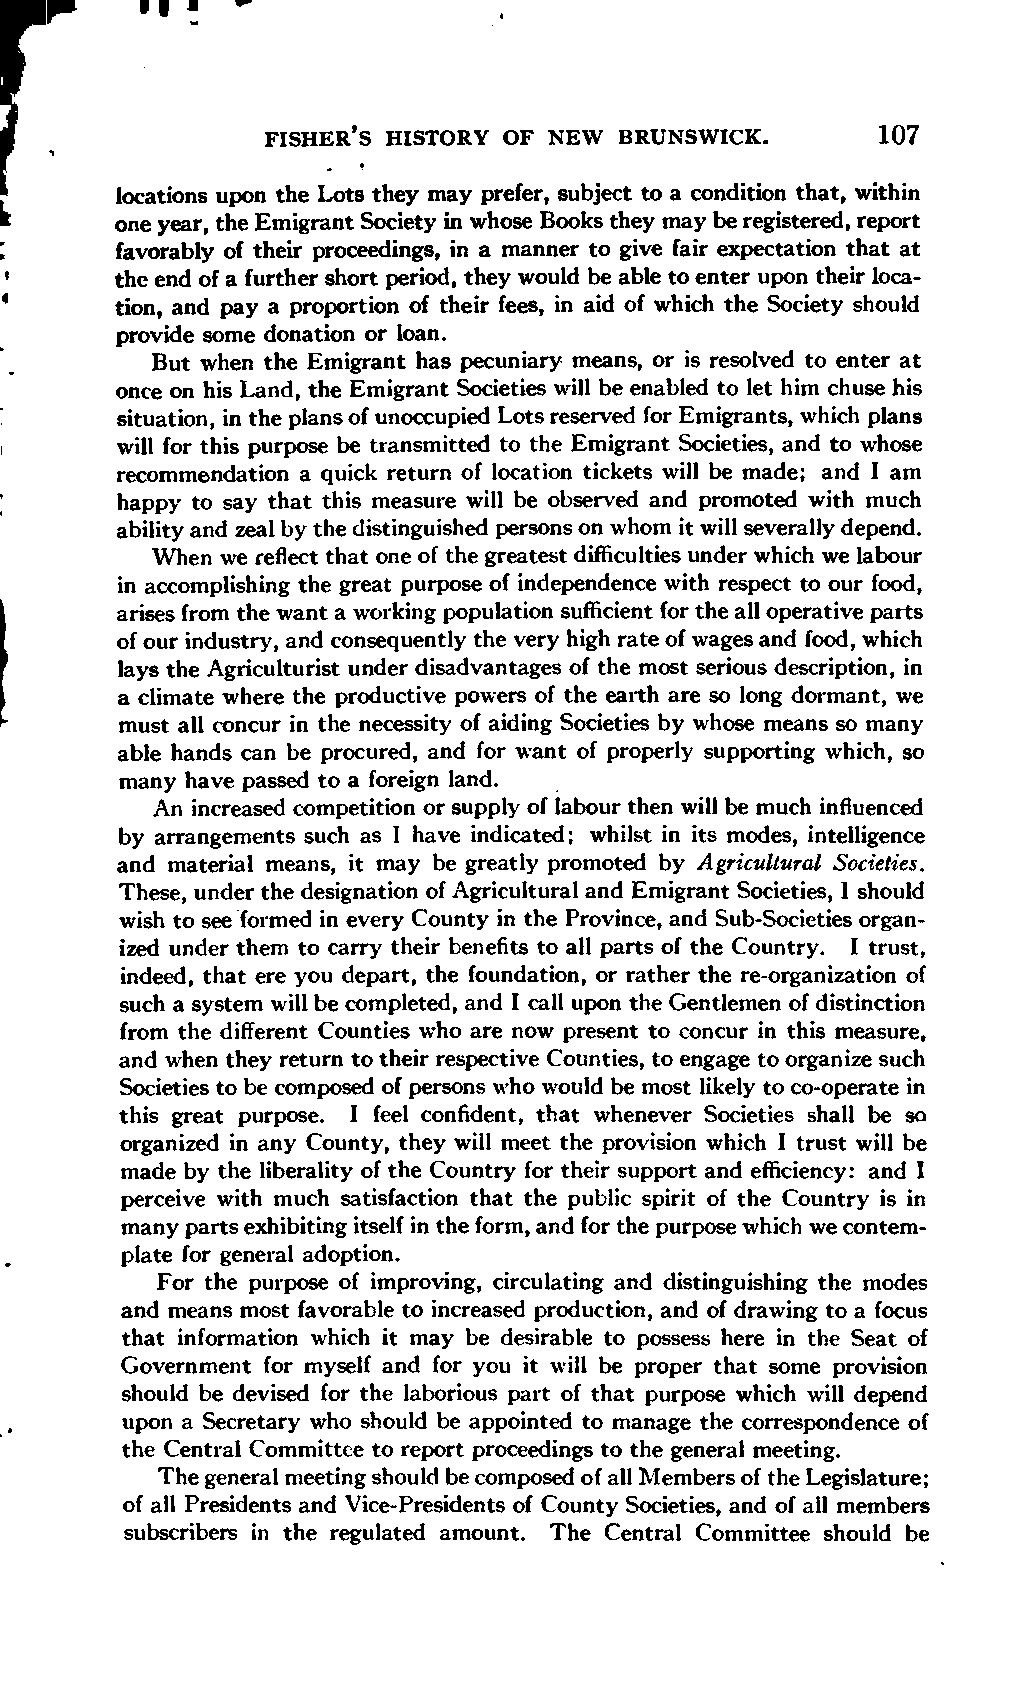 FISHER'S HISTORY OF NEW BRUNSWICK. 107
locations upon the Lots they may prefer, subject to a condition that, within
one year, the Emigrant Society in whose Books they may be registered, report
favorably of their proceedings, in a manner to give fair expectation that at
the end of a further short period, they would be able to enter upon their loca-
tion, and pay a proportion of their fees, in aid of which the Society should
provide some donation or loan.
But when the Emigrant has pecuniary means, or is resolved to enter at
once on his Land, the Emigrant Societies will be enabled to let him chuse his
situation, in the plans of unoccupied Lots reserved for Emigrants, which plans
will for this purpose be transmitted to the Emigrant Societies, and to whose
recommendation a quick return of location tickets will be made; and I am
happy to say that this measure will be observed and promoted with much
ability and zeal by the distinguished persons on whom it will severally depend.
When we reflect that one of the greatest difficulties under which we labour
in accomplishing the great purpose of independence with respect to our food,
arises from the want a working population sufficient for the all operative parts
of our industry, and consequently the very high rate of wages and food, which
lays the Agriculturist under disadvantages of the most serious description, in
a climate where the productive powers of the earth are so long dormant, we
must all concur in the necessity of aiding Societies by whose means so many
able hands can be procured, and for want of properly supporting which, so
many have passed to a foreign land.
An increased competition or supply of labour then will be much influenced
by arrangements such as I have indicated; whilst in its modes, intelligence
and material means, it may be greatly promoted by Agricultural Societies.
These, under the designation of Agricultural and Emigrant Societies, I should
wish to see formed in every County in the Province, and Sub-Societies organ-
ized under them to carry their benefits to all parts of the Country. I trust,
indeed, that ere you depart, the foundation, or rather the re-organization of
such a system will be completed, and I call upon the Gentlemen of distinction
from the different Counties who are now present to concur in this measure,
and when they return to their respective Counties, to engage to organize such
Societies to be composed of persons who would be most likely to co-operate in
this great purpose. I feel confident, that whenever Societies shall be so
organized in any County, they will meet the provision which I trust will be
made by the liberality of the Country for their support and efficiency: and I
perceive with much satisfaction that the public spirit of the Country is in
many parts exhibiting itself in the form, and for the purpose which we contem-
plate for general adoption.
For the purpose of improving, circulating and distinguishing the modes
and means most favorable to increased production, and of drawing to a focus
that information which it may be desirable to possess here in the Seat of
Government for myself and for you it will be proper that some provision
should be devised for the laborious part of that purpose which will depend
upon a Secretary who should be appointed to manage the correspondence of
the Central Committee to report proceedings to the general meeting.
The general meeting should be composed of all Members of the Legislature;
of all Presidents and Vice-Presidents of County Societies, and of all members
subscribers in the regulated amount. The Central Committee should be